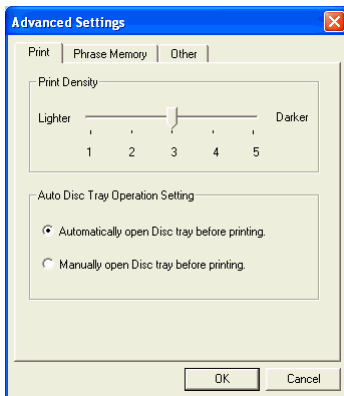 Advanced Settings
Print Phrase Memory Other
Print Density
Lighter Darker
1 2 3 4 5
Auto Disc Tray Operation Setting
Automatically open Disc tray before printing.
Manually open Disc tray before printing.
OK Cancel